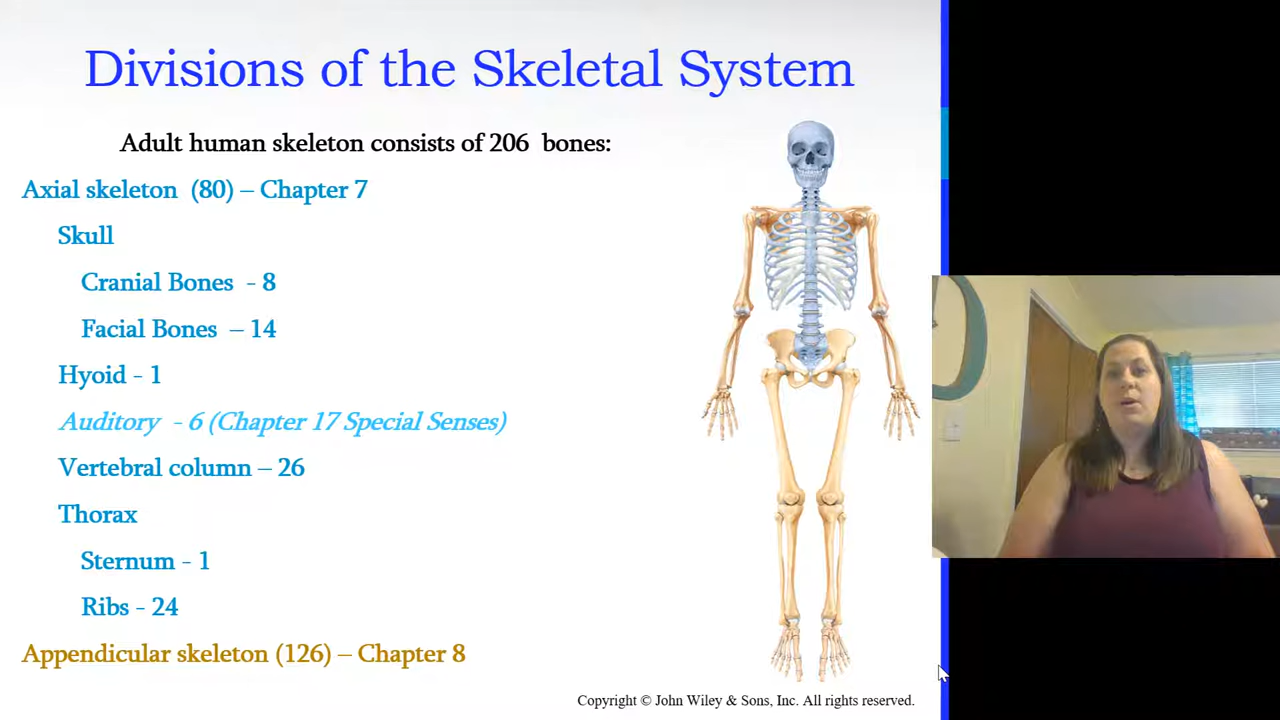 Divisions of the Skeletal System
Adult human skeleton consists of 206 bones:
Axial skeleton (80) – Chapter 7
Skull
Cranial Bones - 8
Facial Bones – 14
Hyoid - 1
Auditory - 6 (Chapter 17 Special Senses)
Vertebral column – 26
Thorax
Sternum - 1
Ribs - 24
Appendicular skeleton (126) – Chapter 8
Copyright © John Wiley & Sons, Inc. All rights reserved.